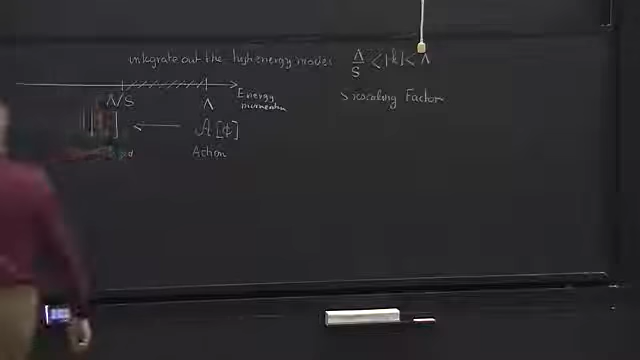 integrate out the high energy modes Λ/S < |k| < Λ
Λ/S Λ Energy
momentum
S: scaling Factor
] ← A[ϕ]
Action